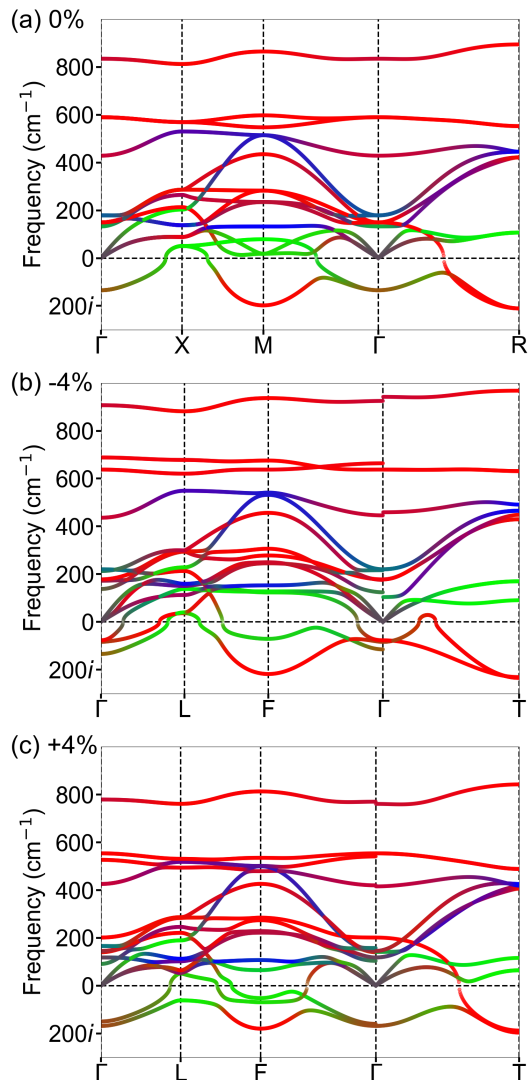 (a) 0%
Frequency (cm⁻¹)
800
600
400
200
0
200i
Γ X M Γ R
(b) -4%
Frequency (cm⁻¹)
800
600
400
200
0
200i
Γ L F Γ T
(c) +4%
Frequency (cm⁻¹)
800
600
400
200
0
200i
Γ L F Γ T